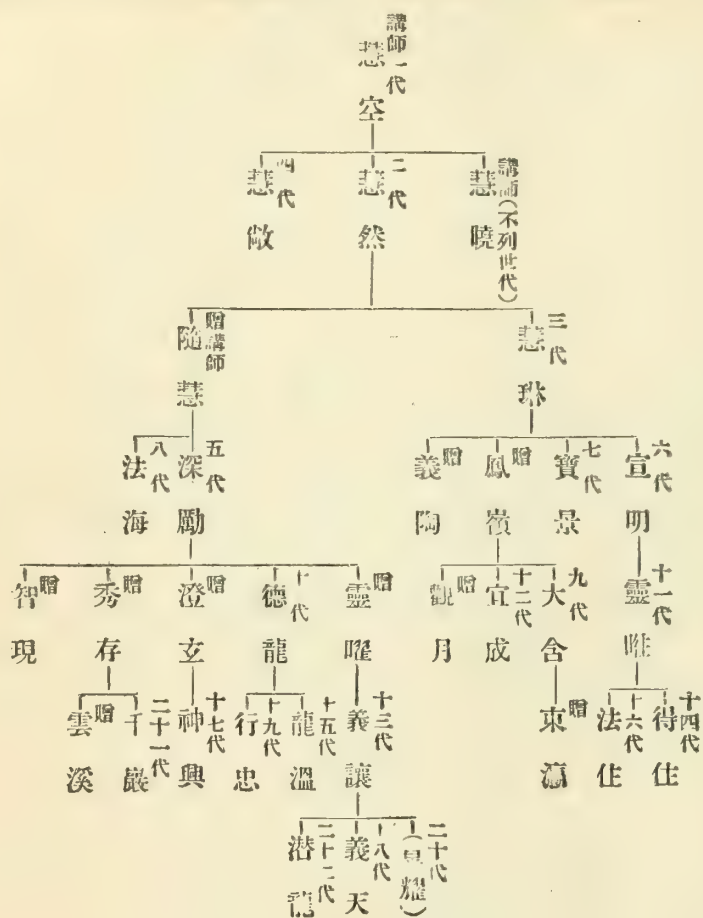 講師一代
慧空
講師(不列世代)
慧曉
二代
慧然
四代
慧敞
三代
慧琳
贈講師
隨慧
六代
宣明
七代
寶景
贈
鳳嶺
贈
義陶
五代
深勵
八代
法海
十一代
靈暀
九代
大含
十二代
宜成
贈
觀月
贈
靈曜
十代
德龍
贈
澄玄
贈
秀存
贈
智現
十四代
得住
十六代
法住
贈
東瀛
十三代
義讓
十五代
龍溫
十九代
行忠
十七代
神興
二十一代
千巖
贈
雲溪
二十代
十八代
義天
二十二代
潜龍